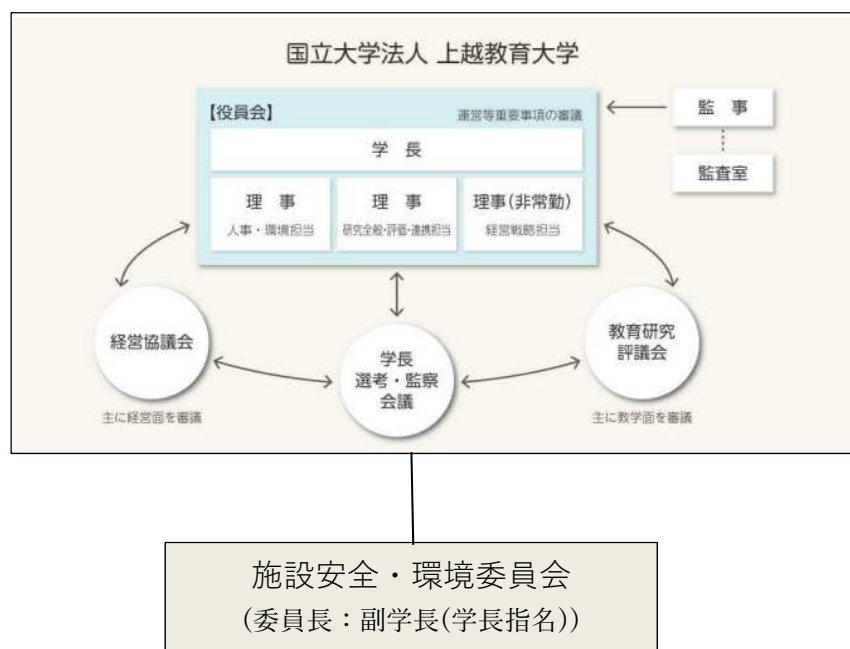 国立大学法人 上越教育大学
【役員会】
運営等重要事項の審議
学 長
理 事
人事・環境担当
理 事
研究全般・評価・連携担当
理事(非常勤)
経営戦略担当
監 事
監査室
経営協議会
主に経営面を審議
学長
選考・監察
会議
教育研究
評議会
主に教学面を審議
施設安全・環境委員会
(委員長：副学長(学長指名))